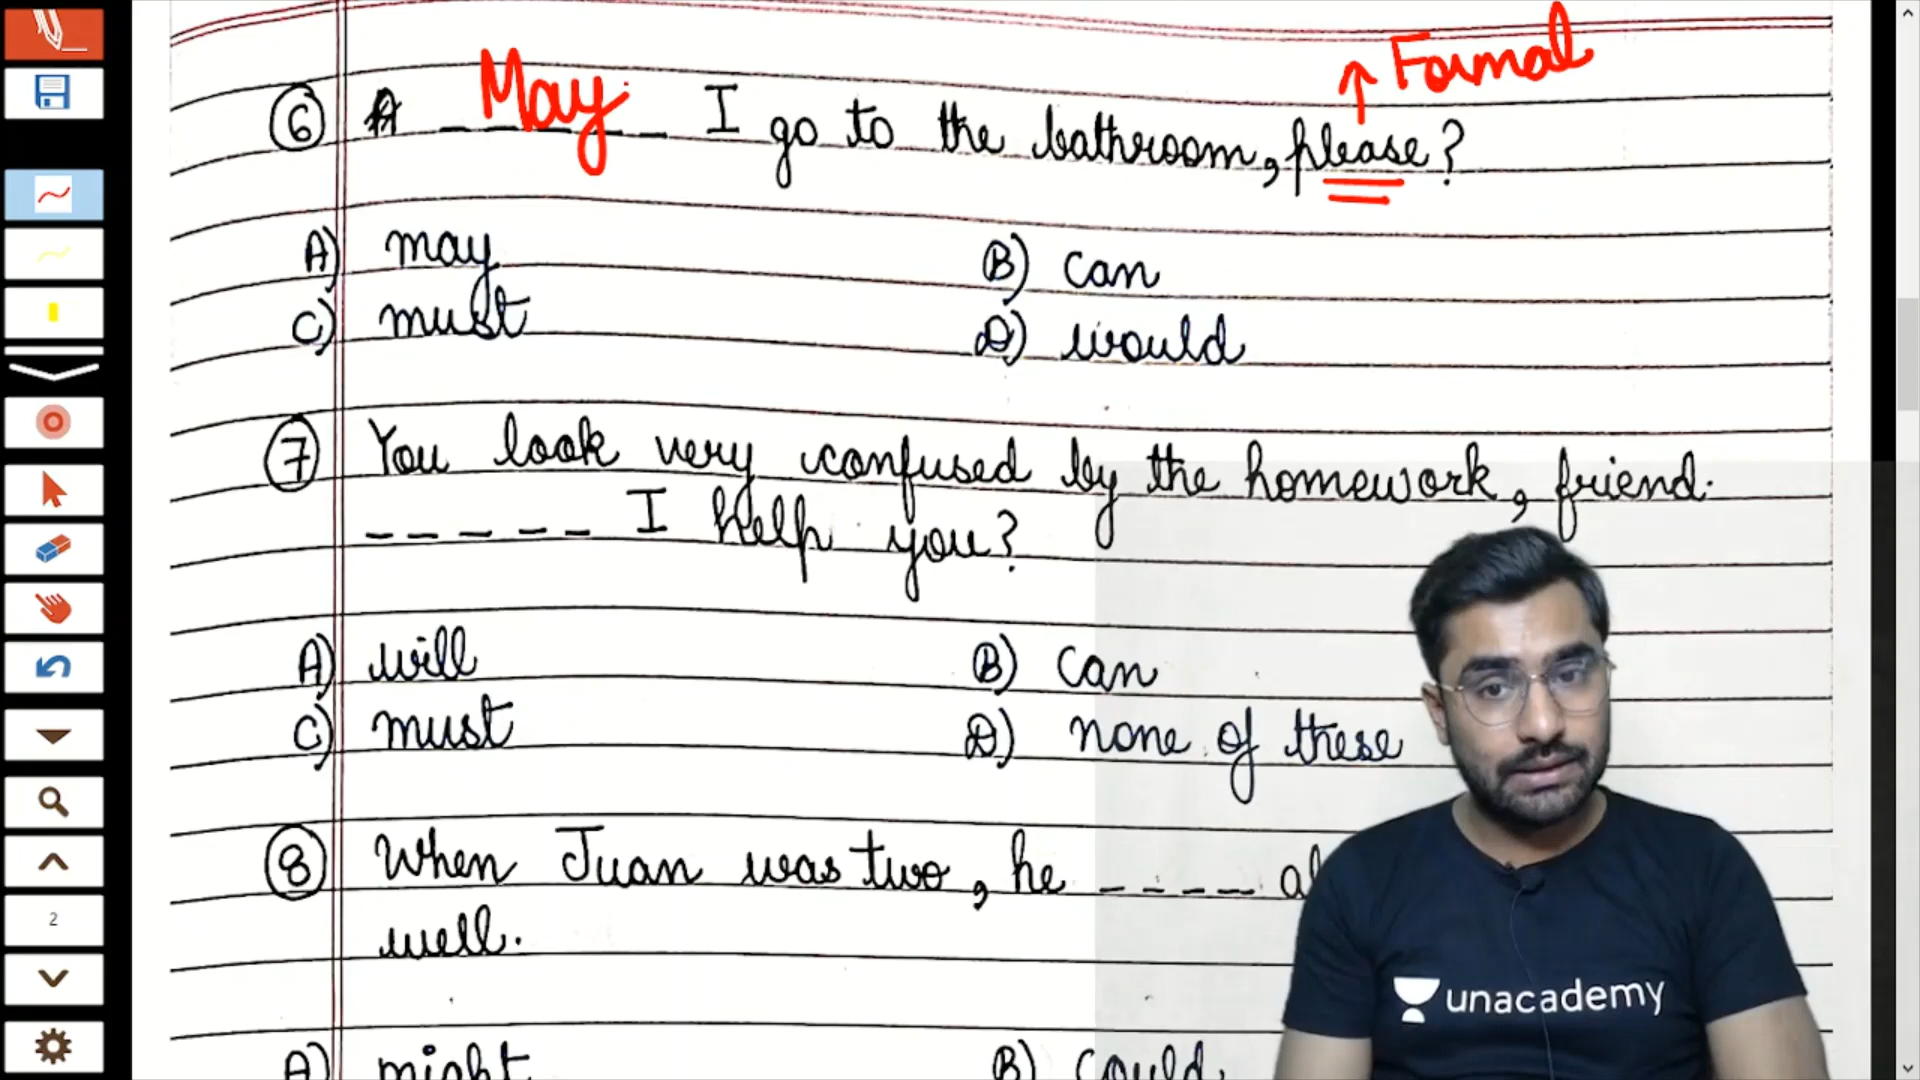 ↑ Formal
May
⑥ _ _ _ _ _ I go to the bathroom, please?
A) may B) can
C) must D) would
⑦ You look very confused by the homework, friend.
_ _ _ _ _ I help you?
A) will B) can
C) must D) none of these
⑧ When Juan was two, he _ _ _ _
well.
unacademy
A) might B) could
2